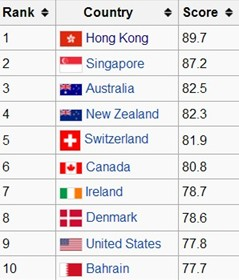 Rank Country Score
1 Hong Kong 89.7
2 Singapore 87.2
3 Australia 82.5
4 New Zealand 82.3
5 Switzerland 81.9
6 Canada 80.8
7 Ireland 78.7
8 Denmark 78.6
9 United States 77.8
10 Bahrain 77.7